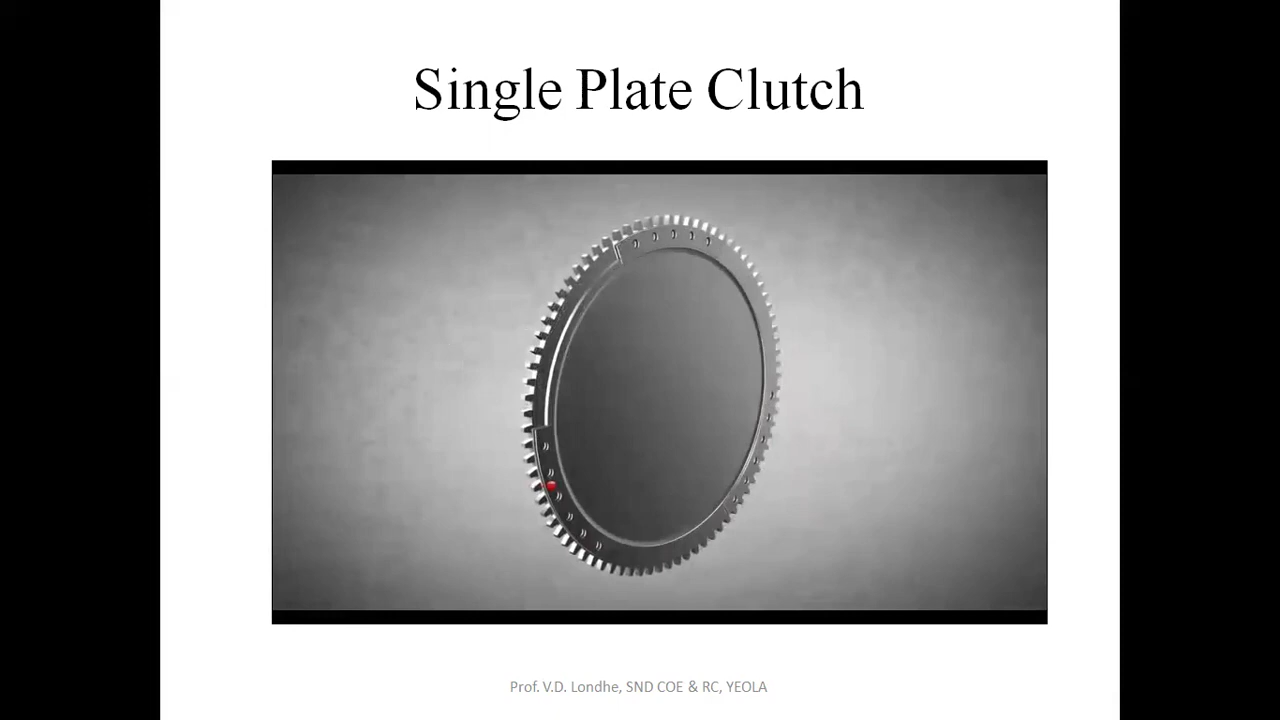 Single Plate Clutch
Prof. V.D. Londhe, SND COE & RC, YEOLA